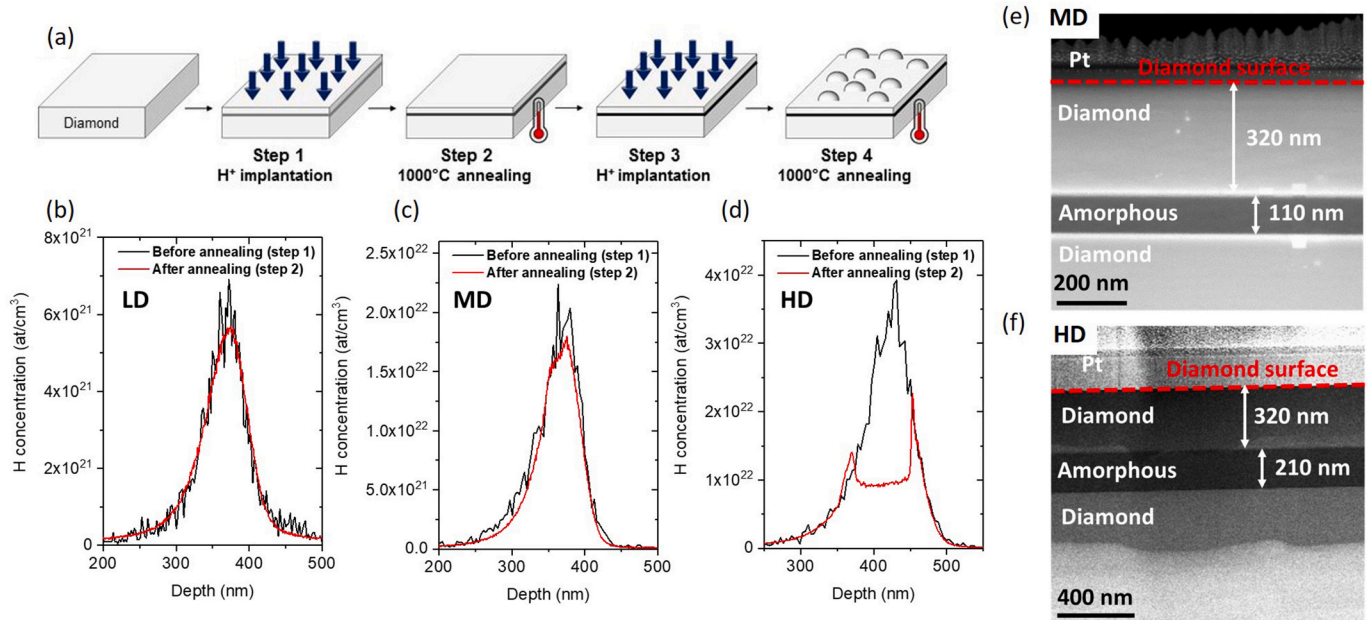 (a)
Diamond
Step 1
H⁺ implantation
Step 2
1000°C annealing
Step 3
H⁺ implantation
Step 4
1000°C annealing
(b)
8x10²¹
6x10²¹
4x10²¹
2x10²¹
0
H concentration (at/cm³)
Before annealing (step 1)
After annealing (step 2)
LD
200
300
400
500
Depth (nm)
(c)
2.5x10²²
2.0x10²²
1.5x10²²
1.0x10²²
5.0x10²¹
0.0
H concentration (at/cm³)
Before annealing (step 1)
After annealing (step 2)
MD
200
300
400
500
Depth (nm)
(d)
4x10²²
3x10²²
2x10²²
1x10²²
0
H concentration (at/cm³)
Before annealing (step 1)
After annealing (step 2)
HD
300
400
500
Depth (nm)
(e)
MD
Pt
Diamond surface
Diamond
320 nm
Amorphous
110 nm
Diamond
200 nm
(f)
HD
Pt
Diamond surface
Diamond
320 nm
Amorphous
210 nm
Diamond
400 nm